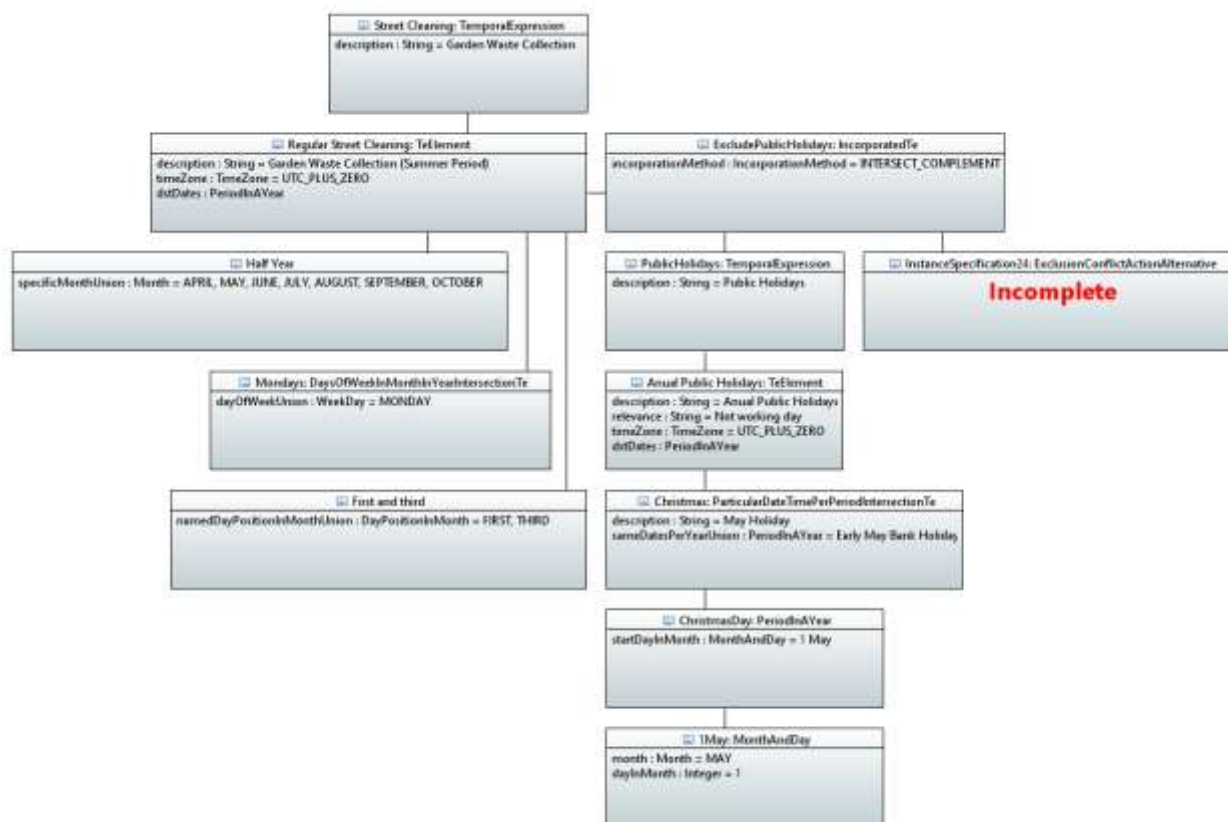 Street Cleaning: TemporalExpression
description : String = Garden Waste Collection
Regular Street Cleaning: TeElement
description : String = Garden Waste Collection (Summer Period)
timeZone : TimeZone = UTC_PLUS_ZERO
dstDates : PeriodInAYear
ExcludePublicHolidays: IncorporatedTe
incorporationMethod : IncorporationMethod = INTERSECT_COMPLEMENT
Half Year
specificMonthUnion : Month = APRIL, MAY, JUNE, JULY, AUGUST, SEPTEMBER, OCTOBER
PublicHolidays: TemporalExpression
description : String = Public Holidays
InstanceSpecification24: ExclusionConflictActionAlternative
Incomplete
Mondays: DaysOfWeekInMonthInYearIntersectionTe
dayOfWeekUnion : WeekDay = MONDAY
Anual Public Holidays: TeElement
description : String = Anual Public Holidays
relevance : String = Not working day
timeZone : TimeZone = UTC_PLUS_ZERO
dstDates : PeriodInAYear
First and third
namedDayPositionInMonthUnion : DayPositionInMonth = FIRST, THIRD
Christmas: ParticularDateTimePerPeriodIntersectionTe
description : String = May Holiday
sameDatesPerYearUnion : PeriodInAYear = Early May Bank Holiday
ChristmasDay: PeriodInAYear
startDayInMonth : MonthAndDay = 1 May
1May: MonthAndDay
month : Month = MAY
dayInMonth : Integer = 1